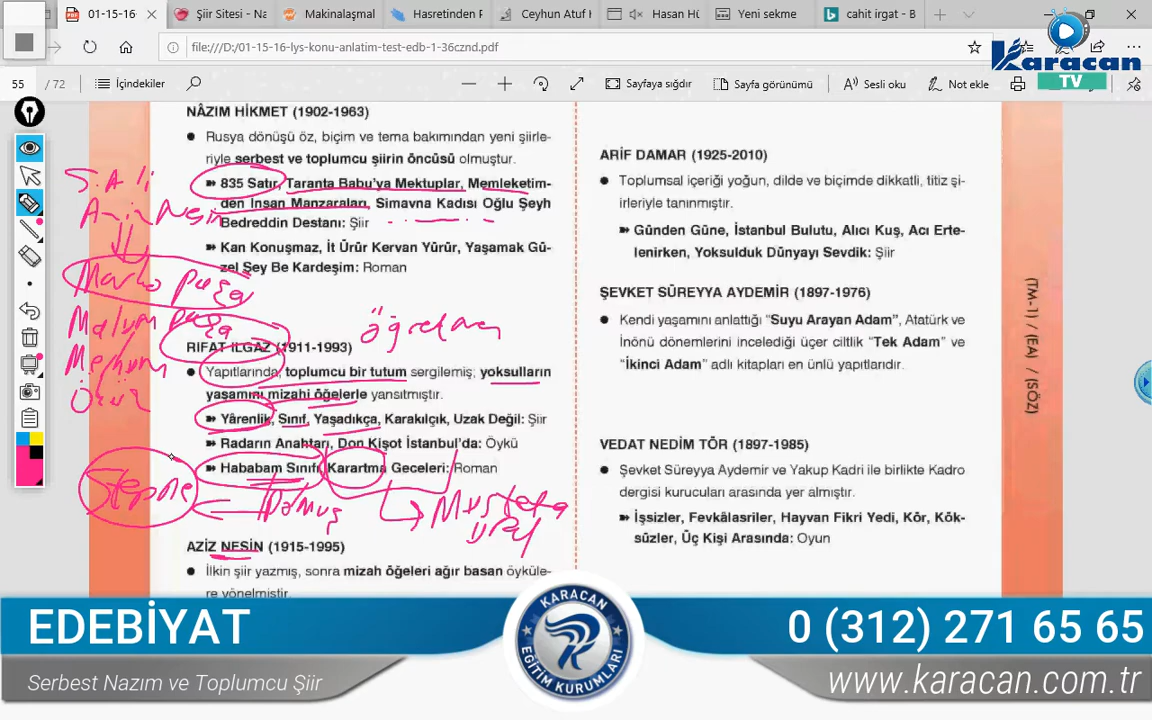 01-15-16-
Şiir Sitesi - Na
Makinalaşmal
Hasretinden P
Ceyhun Atuf K
Hasan Hü
Yeni sekme
cahit irgat - B
file:///D:/01-15-16-lys-konu-anlatim-test-edb-1-36cznd.pdf
Karacan
TV
55 / 72
İçindekiler
Sayfaya sığdır
Sayfa görünümü
Sesli oku
Not ekle
NÂZIM HİKMET (1902-1963)
Rusya dönüşü öz, biçim ve tema bakımından yeni şiirle-
riyle serbest ve toplumcu şiirin öncüsü olmuştur.
835 Satır, Taranta Babu'ya Mektuplar, Memleketim-
den İnsan Manzaraları, Simavna Kadısı Oğlu Şeyh
Bedreddin Destanı: Şiir
Kan Konuşmaz, İt Ürür Kervan Yürür, Yaşamak Gü-
zel Şey Be Kardeşim: Roman
S. Ali
Aziz Nesin
Marko paşa
Malum paşa
Merhum
Öküz
öğretmen
RIFAT ILGAZ (1911-1993)
Yapıtlarında, toplumcu bir tutum sergilemiş; yoksulların
yaşamını mizahi öğelerle yansıtmıştır.
Yârenlik, Sınıf, Yaşadıkça, Karakılçık, Uzak Değil: Şiir
Radarın Anahtarı, Don Kişot İstanbul'da: Öykü
Hababam Sınıfı, Karartma Geceleri: Roman
Stepne
Mustafa
Ural
AZİZ NESİN (1915-1995)
İlkin şiir yazmış, sonra mizah öğeleri ağır basan öyküle-
re yönelmiştir.
ARİF DAMAR (1925-2010)
Toplumsal içeriği yoğun, dilde ve biçimde dikkatli, titiz şi-
irleriyle tanınmıştır.
Günden Güne, İstanbul Bulutu, Alıcı Kuş, Acı Erte-
lenirken, Yoksulduk Dünyayı Sevdik: Şiir
ŞEVKET SÜREYYA AYDEMİR (1897-1976)
Kendi yaşamını anlattığı "Suyu Arayan Adam", Atatürk ve
İnönü dönemlerini incelediği üçer ciltlik "Tek Adam" ve
"İkinci Adam" adlı kitapları en ünlü yapıtlarıdır.
VEDAT NEDİM TÖR (1897-1985)
Şevket Süreyya Aydemir ve Yakup Kadri ile birlikte Kadro
dergisi kurucuları arasında yer almıştır.
İşsizler, Fevkâlasriler, Hayvan Fikri Yedi, Kör, Kök-
süzler, Üç Kişi Arasında: Oyun
(TM-1) / (EA) / (SÖZ)
EDEBİYAT
Serbest Nazım ve Toplumcu Şiir
KARACAN
EĞİTİM KURUMLARI
0 (312) 271 65 65
www.karacan.com.tr